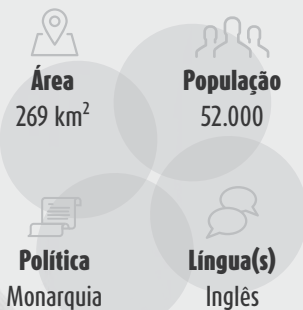 Área
269 km²
População
52.000
Política
Monarquia
Língua(s)
Inglês